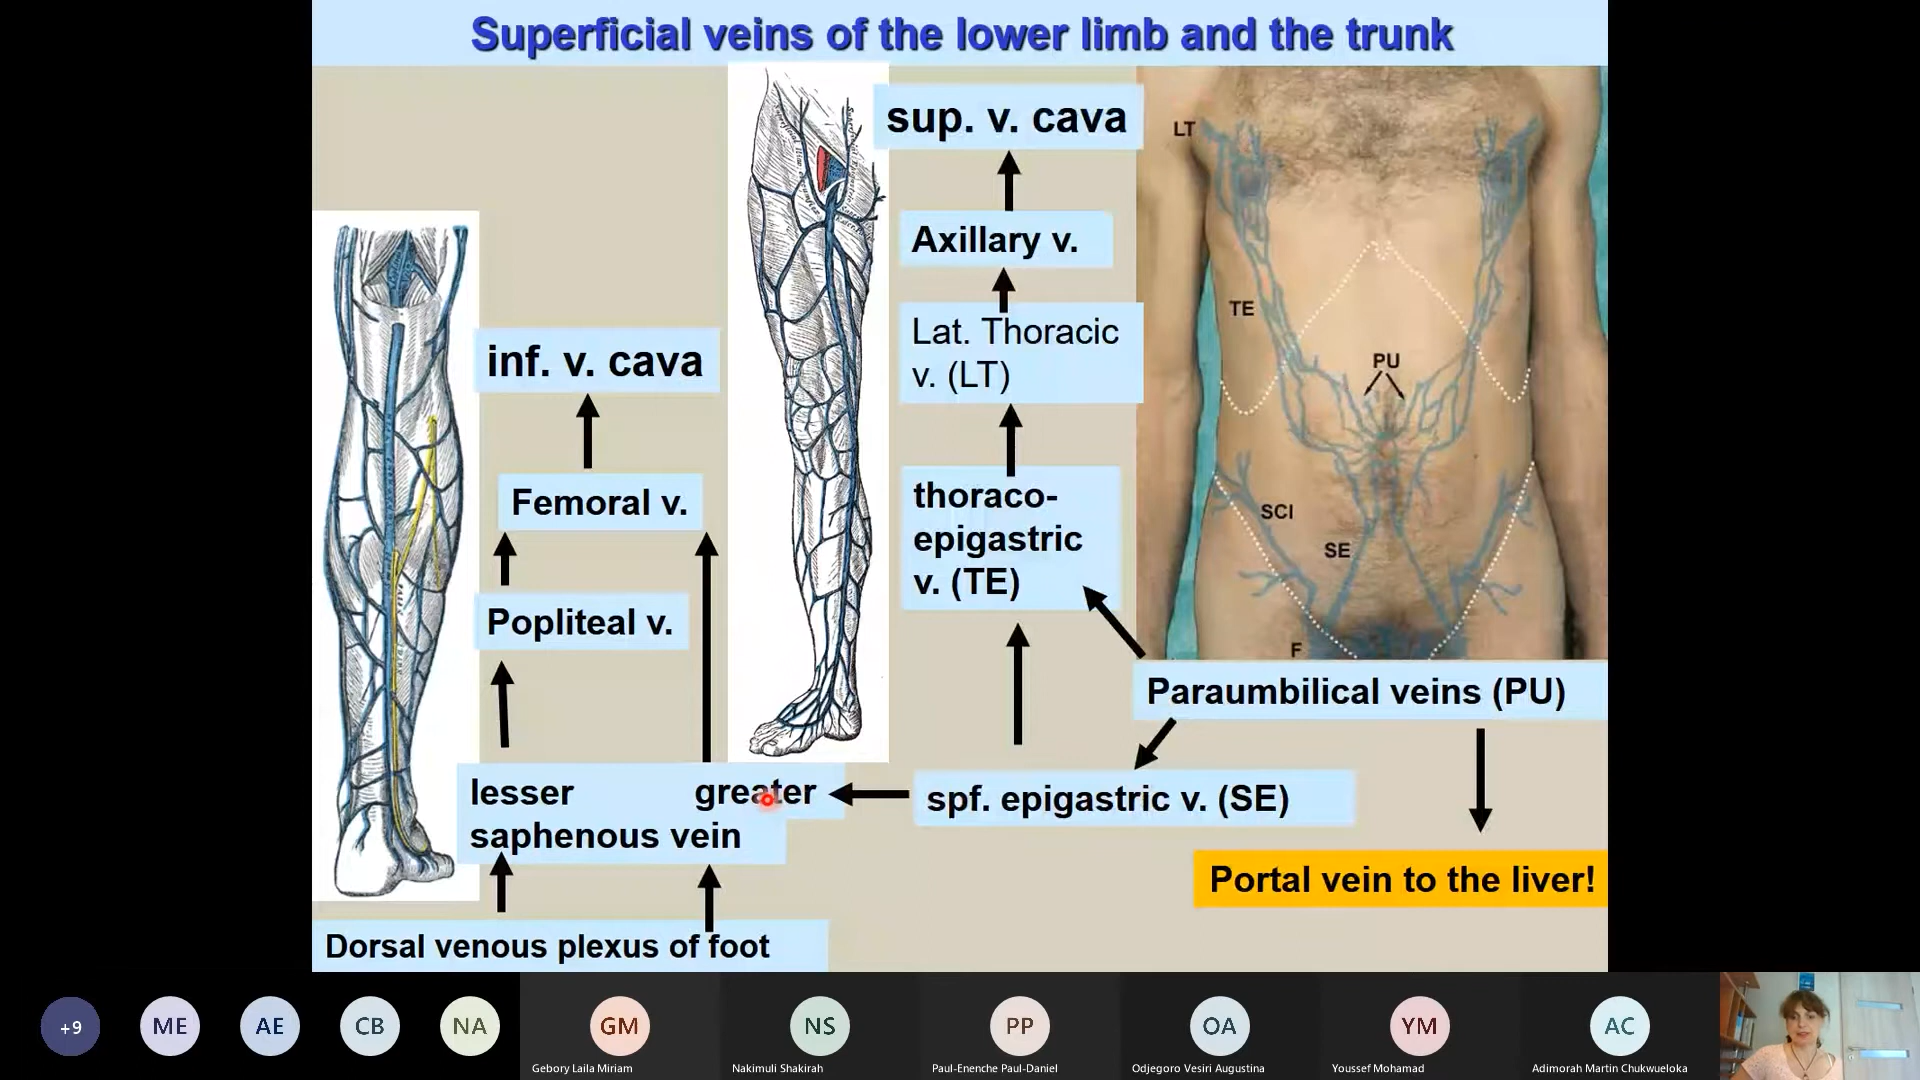 Superficial veins of the lower limb and the trunk
sup. v. cava
Axillary v.
Lat. Thoracic
v. (LT)
thoraco-
epigastric
v. (TE)
inf. v. cava
Femoral v.
Popliteal v.
lesser greater
saphenous vein
Dorsal venous plexus of foot
spf. epigastric v. (SE)
Paraumbilical veins (PU)
Portal vein to the liver!
LT
TE
PU
SCI
SE
F
+9
ME
AE
CB
NA
GM
Gebory Laila Miriam
NS
Nakimuli Shakirah
PP
Paul-Enenche Paul-Daniel
OA
Odjegoro Vesiri Augustina
YM
Youssef Mohamad
AC
Adimorah Martin Chukwueloka